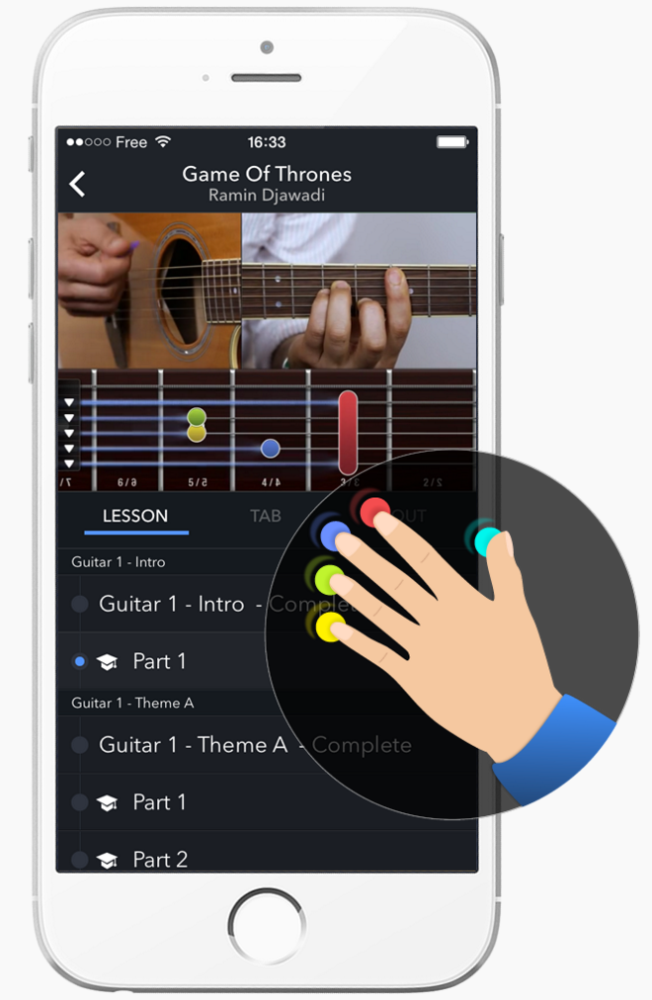 Free 16:33
Game Of Thrones
Ramin Djawadi
7/ 6/6 5/5 4/4 3/3 2/2
LESSON TAB OUT
Guitar 1 - Intro
Guitar 1 - Intro - Complete
Part 1
Guitar 1 - Theme A
Guitar 1 - Theme A - Complete
Part 1
Part 2